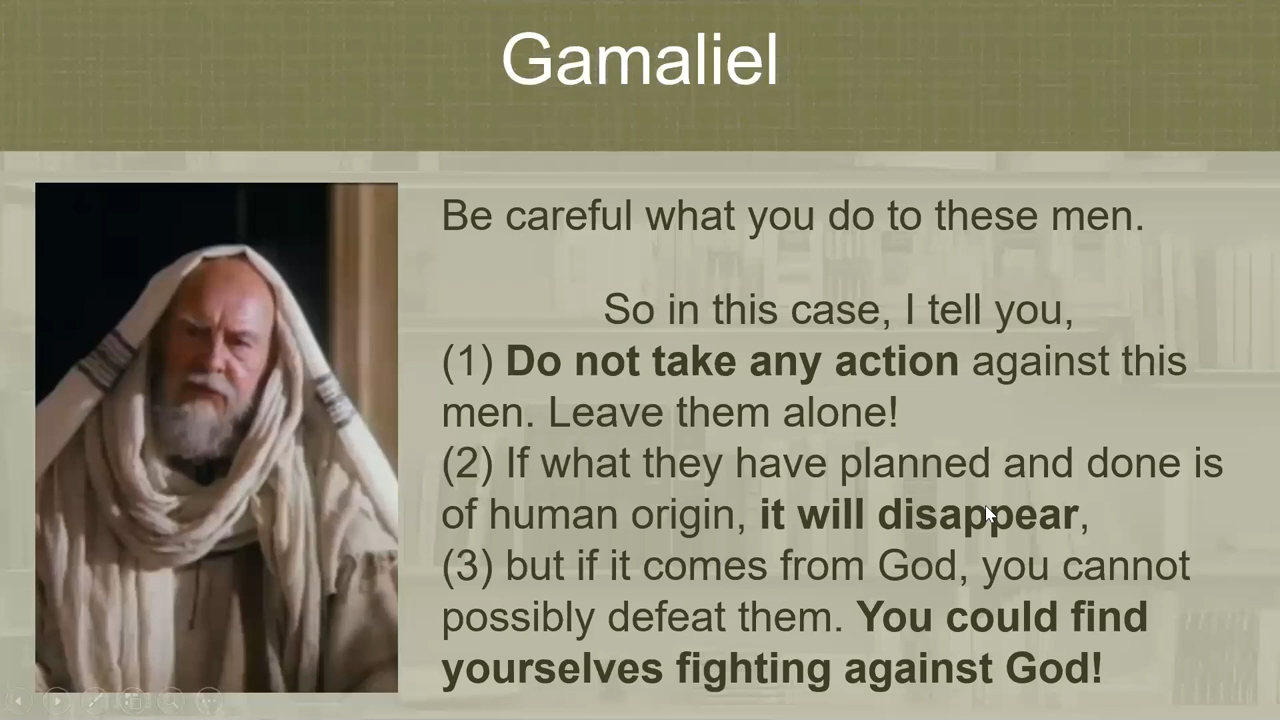 Gamaliel
Be careful what you do to these men.
So in this case, I tell you,
(1) Do not take any action against this
men. Leave them alone!
(2) If what they have planned and done is
of human origin, it will disappear,
(3) but if it comes from God, you cannot
possibly defeat them. You could find
yourselves fighting against God!